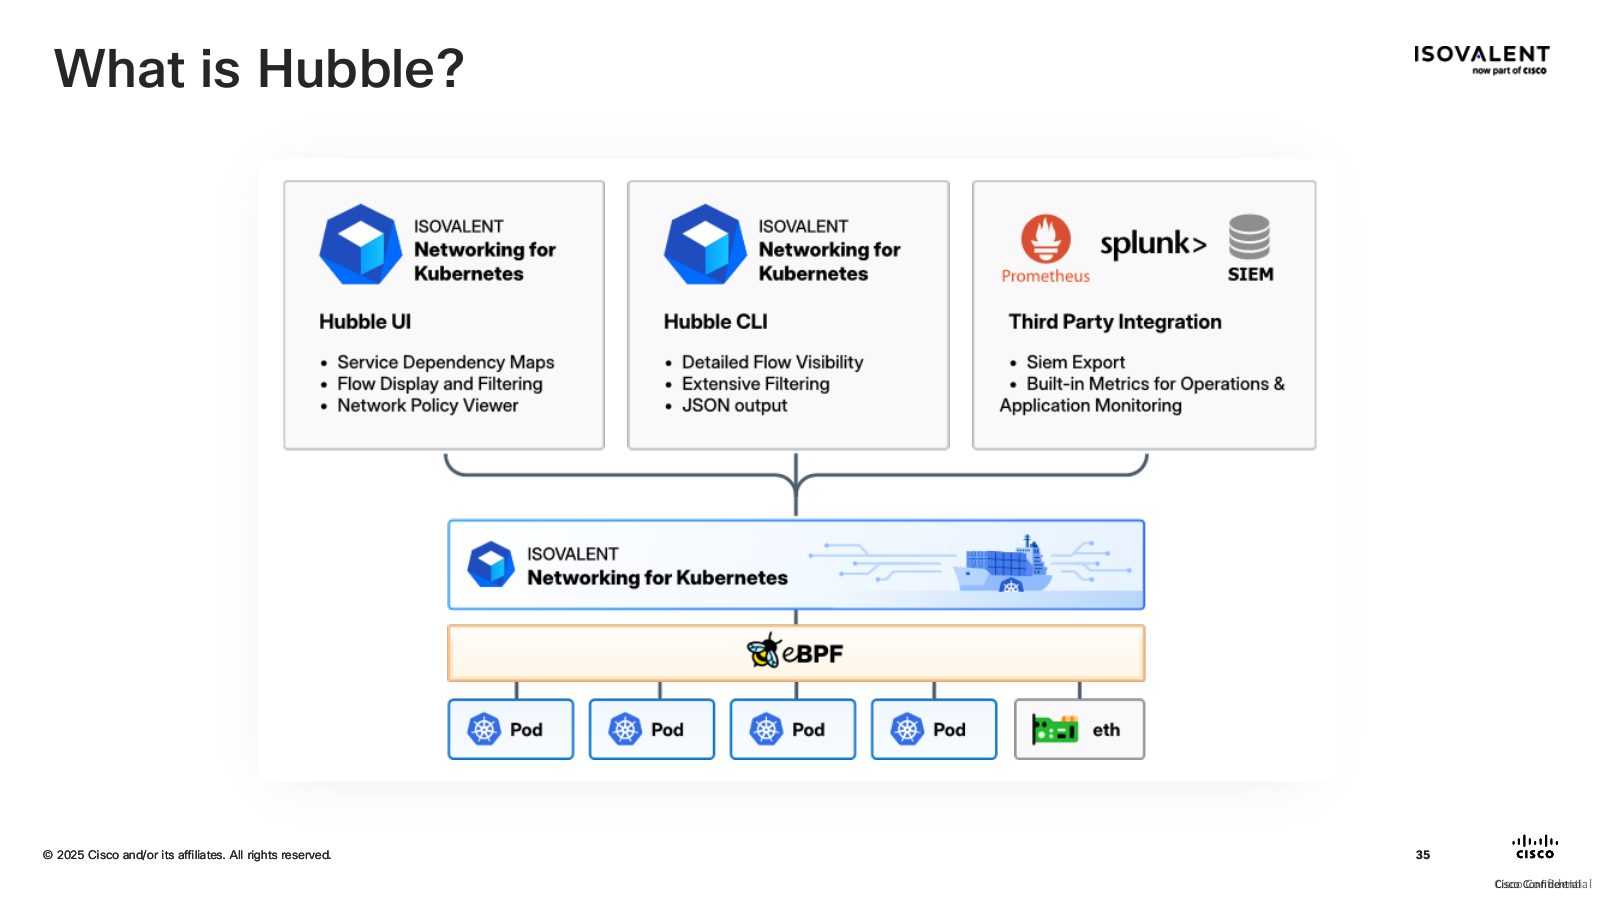 What is Hubble?
ISOVALENT
now part of CISCO
ISOVALENT
Networking for
Kubernetes
Hubble UI
• Service Dependency Maps
• Flow Display and Filtering
• Network Policy Viewer
ISOVALENT
Networking for
Kubernetes
Hubble CLI
• Detailed Flow Visibility
• Extensive Filtering
• JSON output
Prometheus
splunk>
SIEM
Third Party Integration
• Siem Export
• Built-in Metrics for Operations &
Application Monitoring
ISOVALENT
Networking for Kubernetes
eBPF
Pod
Pod
Pod
Pod
eth
© 2025 Cisco and/or its affiliates. All rights reserved.
35
CISCO
Cisco Confidential